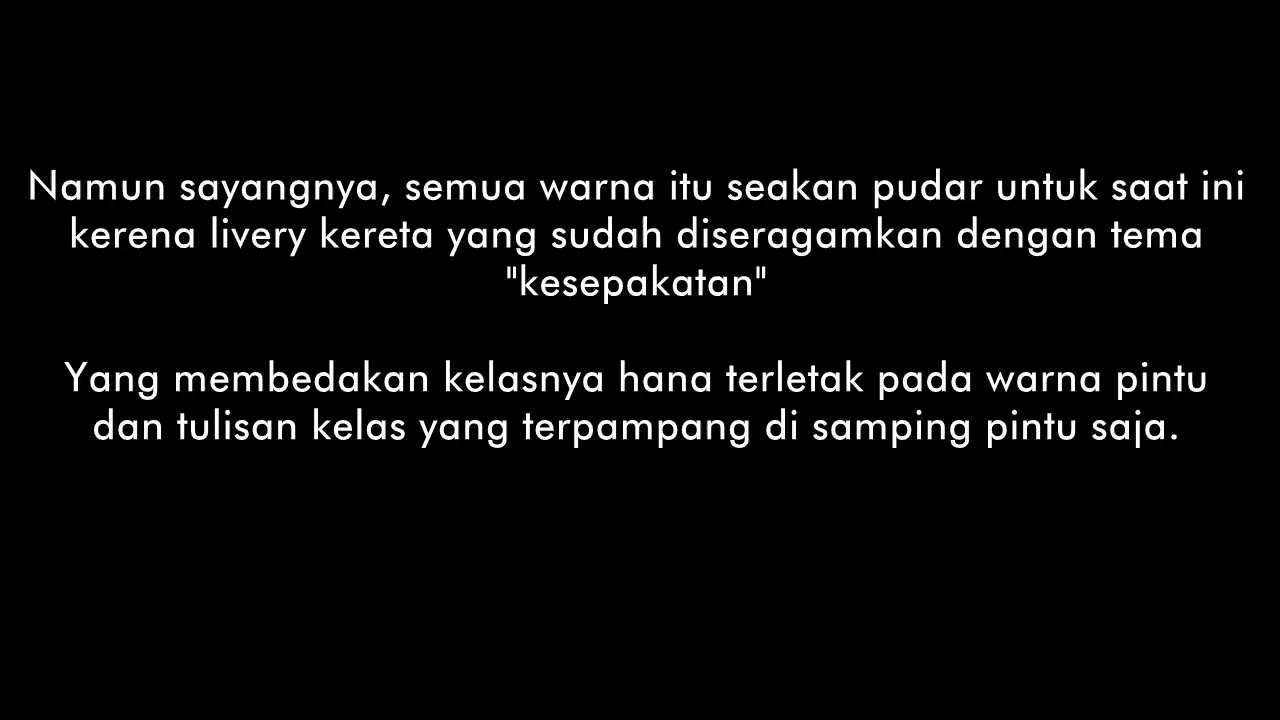 Namun sayangnya, semua warna itu seakan pudar untuk saat ini
kerena livery kereta yang sudah diseragamkan dengan tema
"kesepakatan"
Yang membedakan kelasnya hana terletak pada warna pintu
dan tulisan kelas yang terpampang di samping pintu saja.